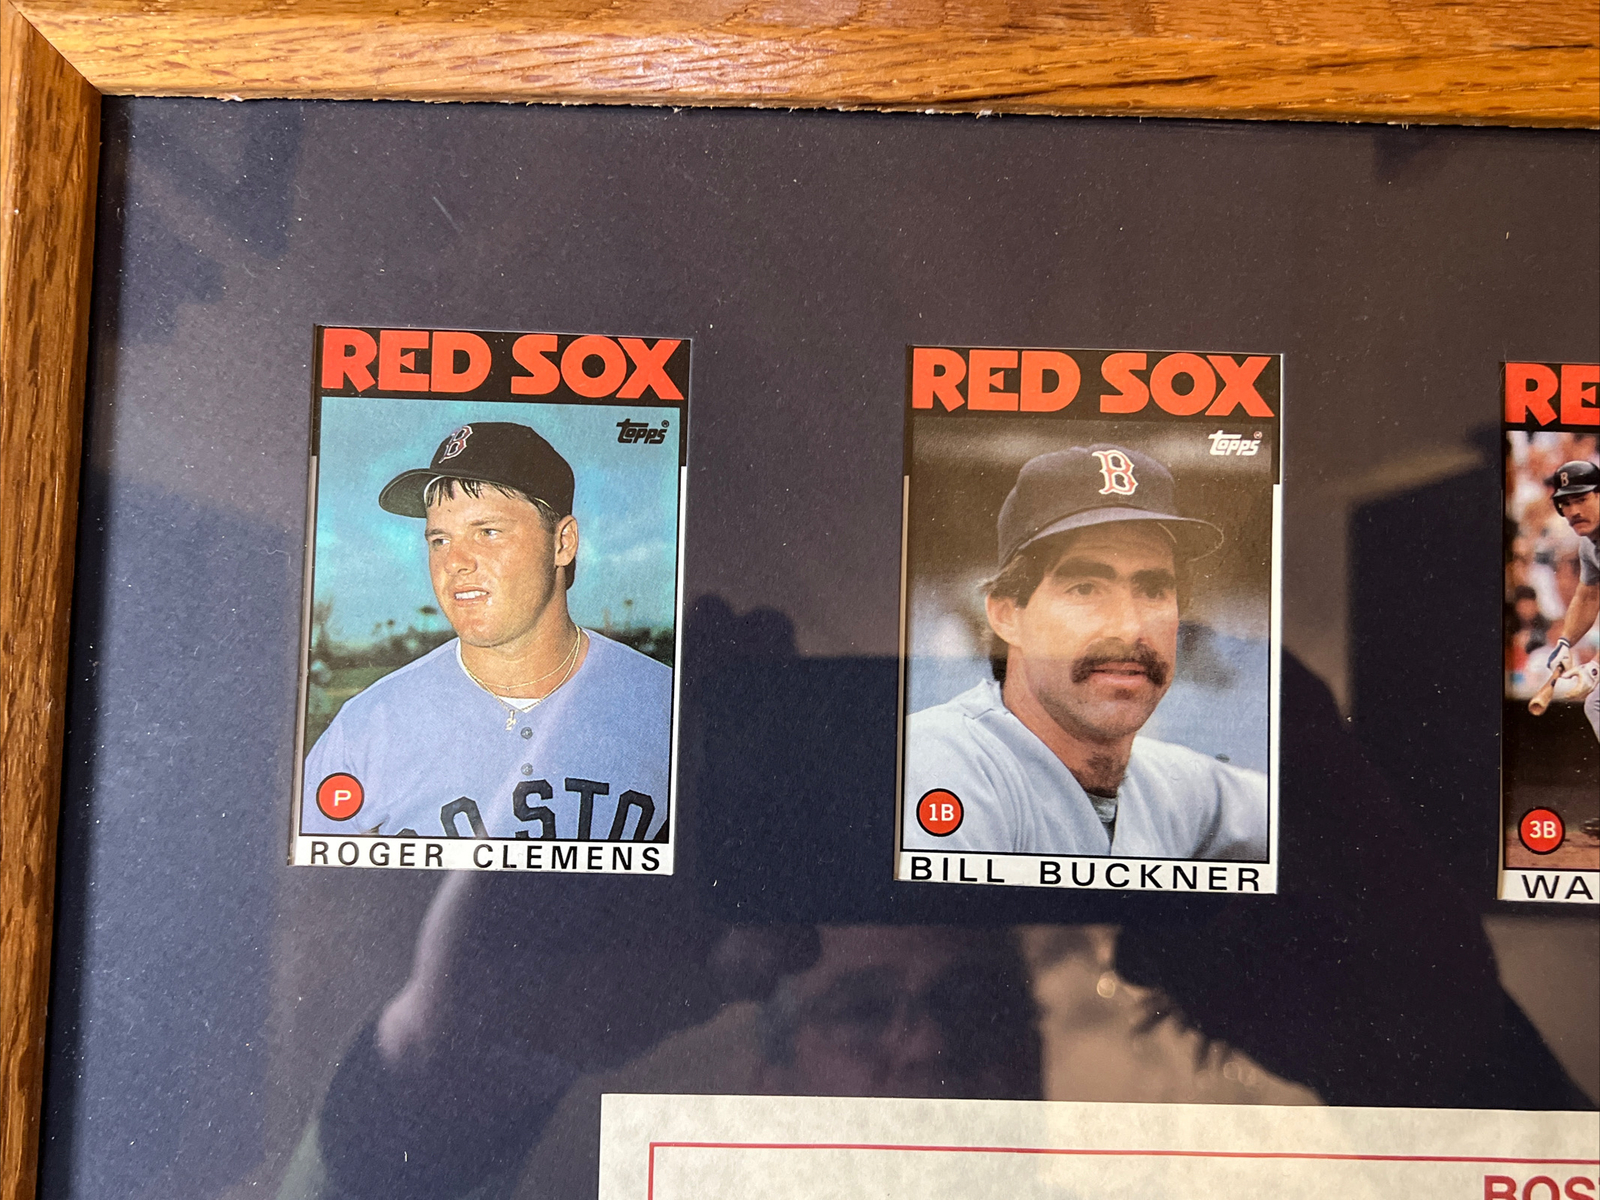 RED SOX
topps
B
P
BOSTO
ROGER CLEMENS
RED SOX
topps
B
1B
BILL BUCKNER
RE
B
3B
WA
BOS